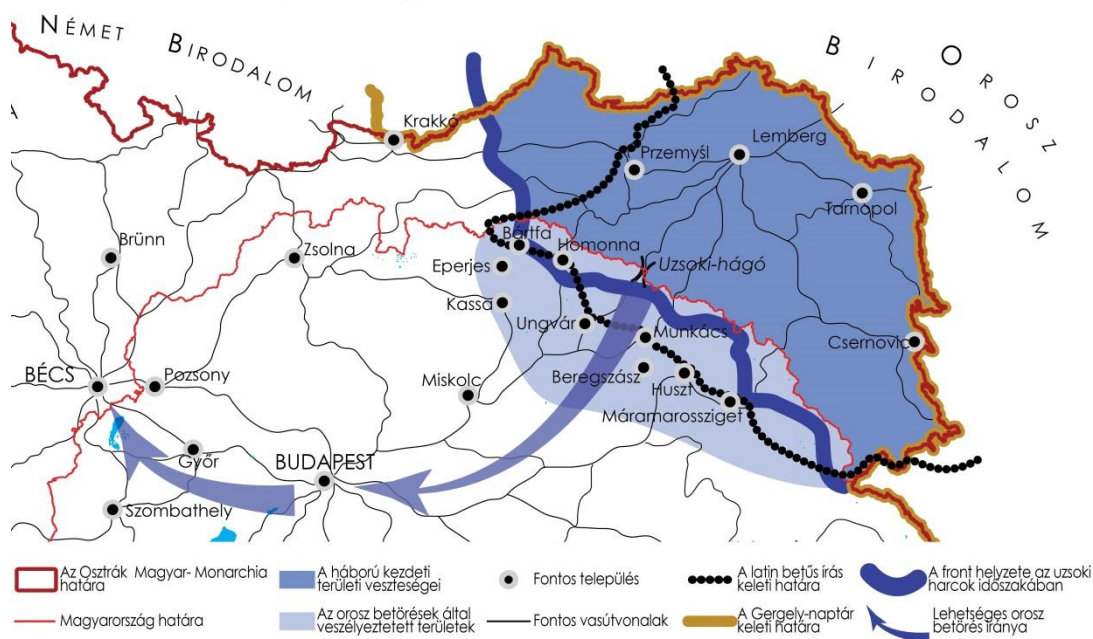 NÉMET BIRODALOM
A
OROSZ BIRODALOM
Krakkó
Przemyśl
Lemberg
Tarnopol
Brünn
Zsolna
Bártfa
Homonna
Uzsoki-hágó
Eperjes
Kassa
Ungvár
Munkács
Csernovic
BÉCS
Pozsony
Miskolc
Beregszász
Huszt
Máramarossziget
Győr
BUDAPEST
Szombathely
Az Osztrák Magyar- Monarchia
határa
A háború kezdeti
területi veszteségei
Fontos település
A latin betűs írás
keleti határa
A front helyzete az uzsoki
harcok időszakában
Magyarország határa
Az orosz betörések által
veszélyeztetett területek
Fontos vasútvonalak
A Gergely-naptár
keleti határa
Lehetséges orosz
betörés iránya